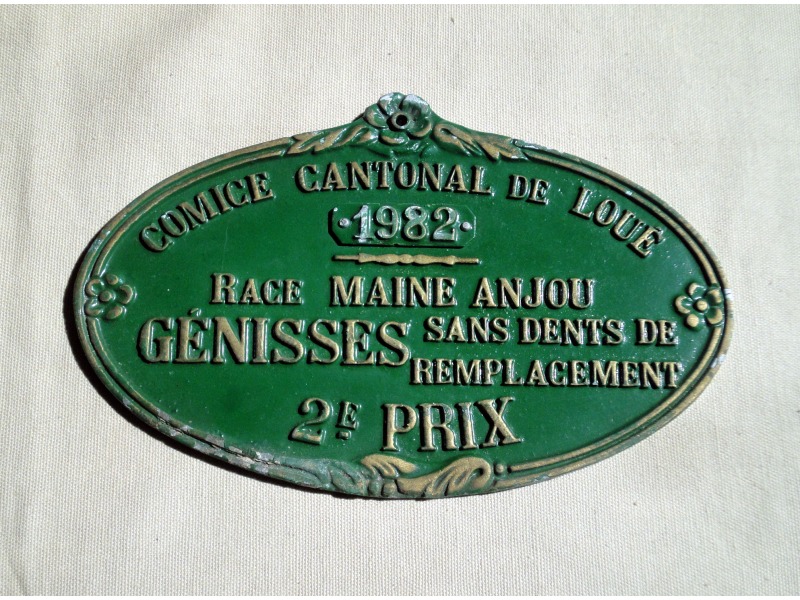 COMICE CANTONAL DE LOUÉ
1982
RACE MAINE ANJOU
GÉNISSES SANS DENTS DE
REMPLACEMENT
2E PRIX